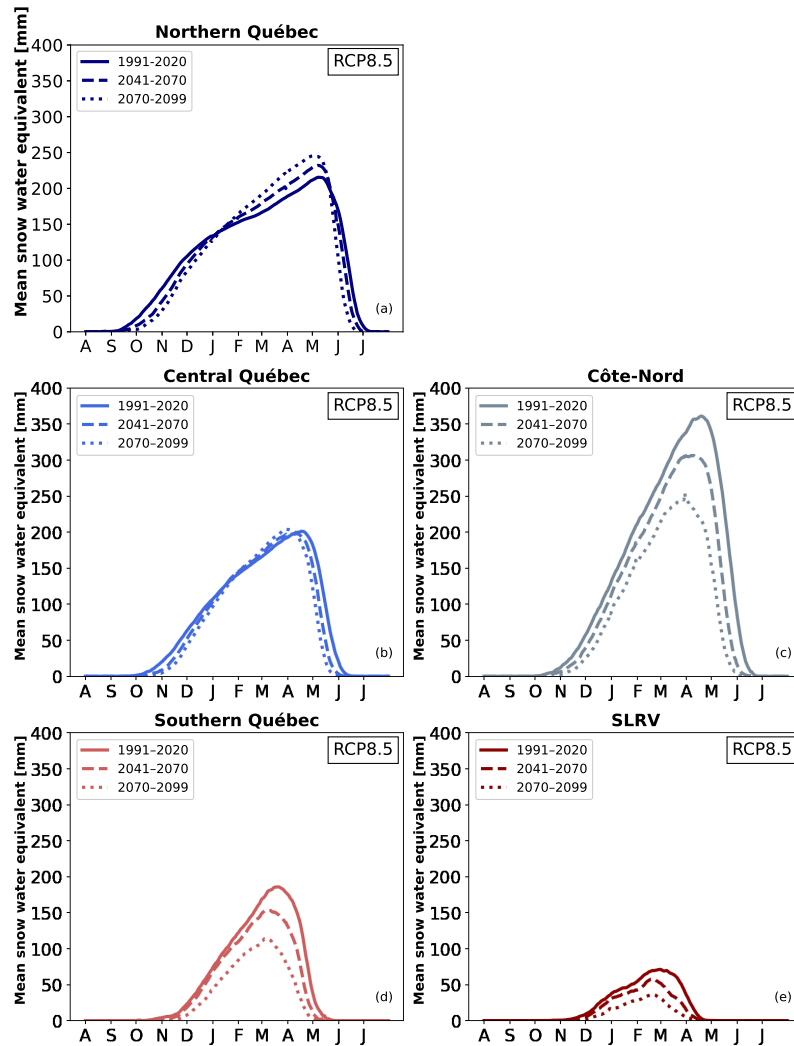 Northern Québec
Mean snow water equivalent [mm]
400
350
300
250
200
150
100
50
0
1991-2020
2041-2070
2070-2099
RCP8.5
(a)
A S O N D J F M A M J J
Central Québec
Mean snow water equivalent [mm]
400
350
300
250
200
150
100
50
0
1991–2020
2041–2070
2070–2099
RCP8.5
(b)
A S O N D J F M A M J J
Côte-Nord
Mean snow water equivalent [mm]
400
350
300
250
200
150
100
50
0
1991–2020
2041–2070
2070–2099
RCP8.5
(c)
A S O N D J F M A M J J
Southern Québec
Mean snow water equivalent [mm]
400
350
300
250
200
150
100
50
0
1991–2020
2041–2070
2070–2099
RCP8.5
(d)
A S O N D J F M A M J J
SLRV
Mean snow water equivalent [mm]
400
350
300
250
200
150
100
50
0
1991–2020
2041–2070
2070–2099
RCP8.5
(e)
A S O N D J F M A M J J